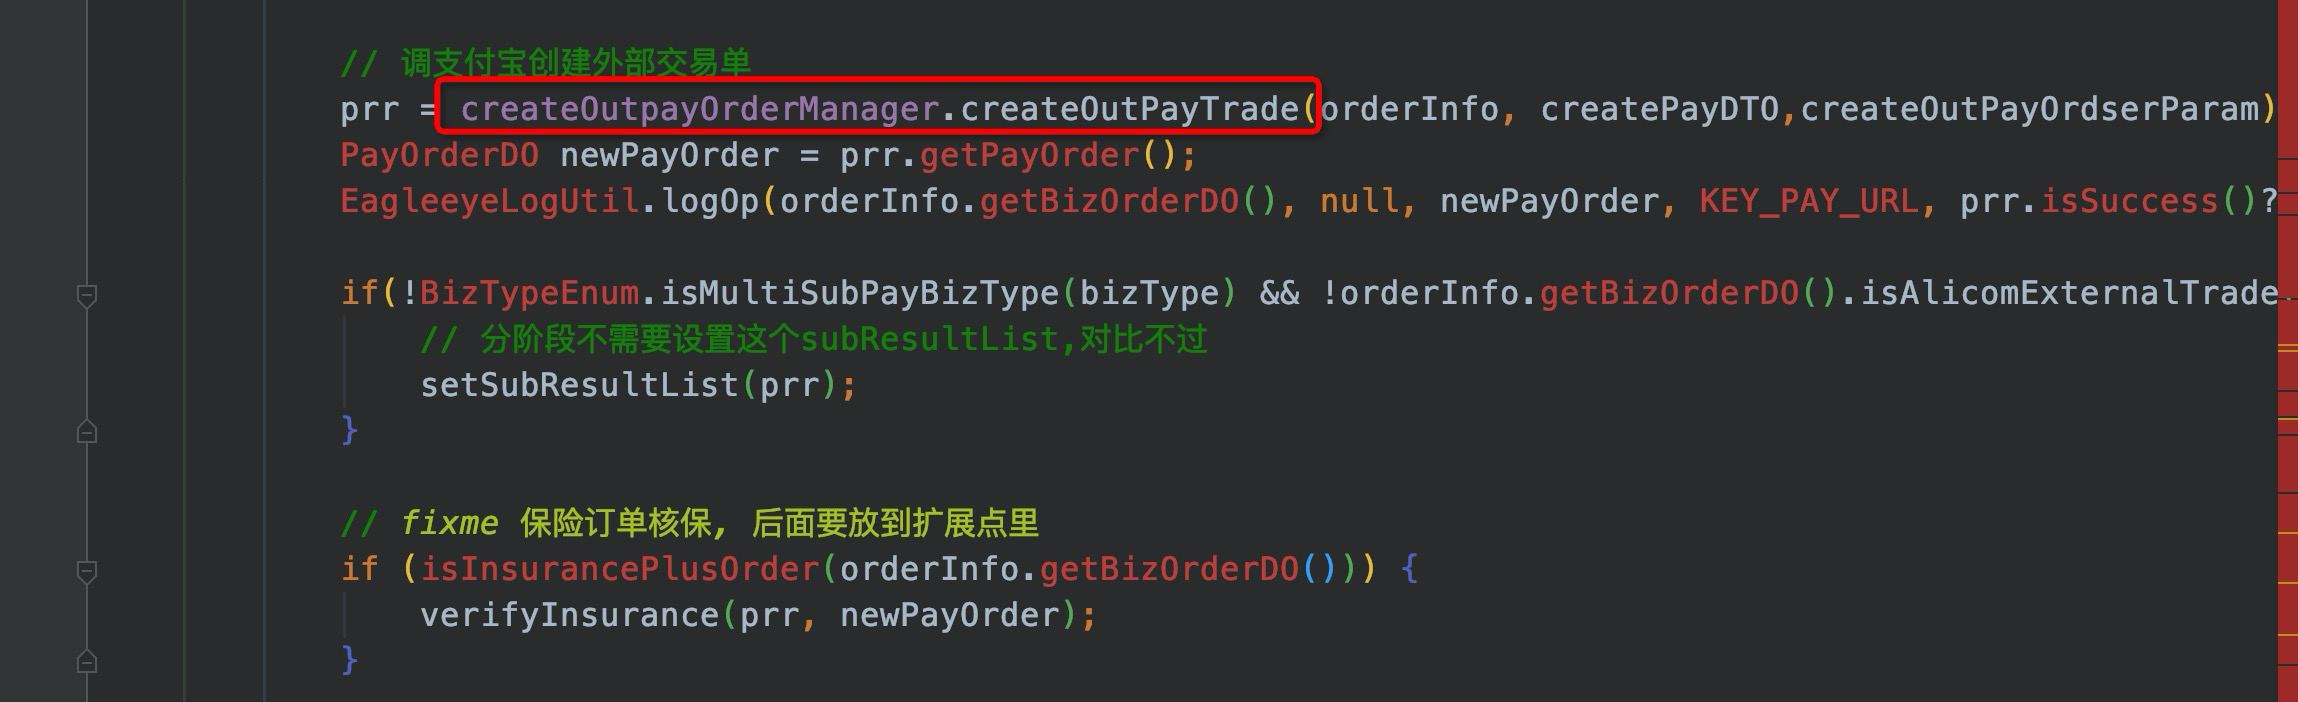 // 调支付宝创建外部交易单
prr = createOutpayOrderManager.createOutPayTrade(orderInfo, createPayDTO,createOutPayOrdserParam)
PayOrderDO newPayOrder = prr.getPayOrder();
EagleeyeLogUtil.logOp(orderInfo.getBizOrderDO(), null, newPayOrder, KEY_PAY_URL, prr.isSuccess()?
if(!BizTypeEnum.isMultiSubPayBizType(bizType) && !orderInfo.getBizOrderDO().isAlicomExternalTrade
// 分阶段不需要设置这个subResultList,对比不过
setSubResultList(prr);
}
// fixme 保险订单核保, 后面要放到扩展点里
if (isInsurancePlusOrder(orderInfo.getBizOrderDO())) {
verifyInsurance(prr, newPayOrder);
}